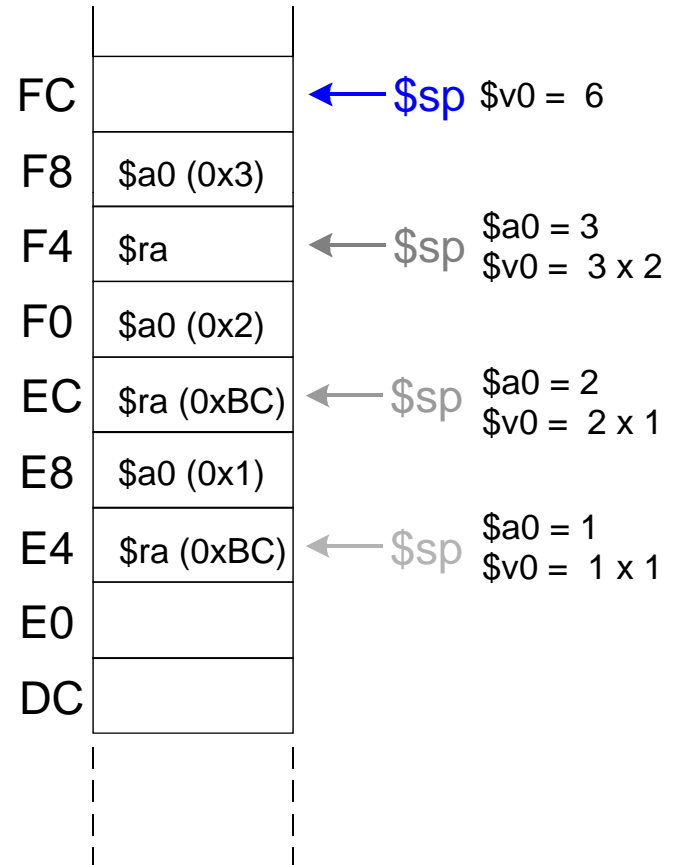 FC $sp $v0 = 6
F8 $a0 (0x3)
F4 $ra $sp $a0 = 3
$v0 = 3 x 2
F0 $a0 (0x2)
EC $ra (0xBC) $sp $a0 = 2
$v0 = 2 x 1
E8 $a0 (0x1)
E4 $ra (0xBC) $sp $a0 = 1
$v0 = 1 x 1
E0
DC